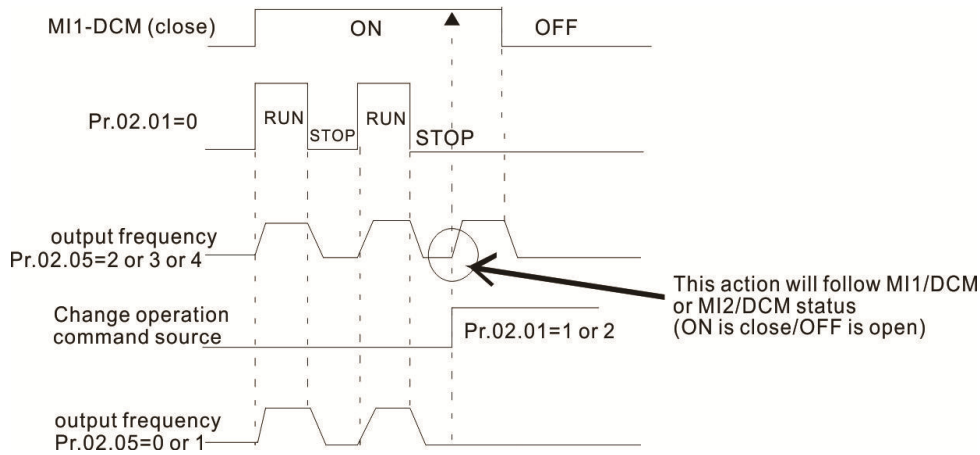 MI1-DCM (close)
ON
OFF
Pr.02.01=0
RUN
STOP
RUN
STOP
output frequency
Pr.02.05=2 or 3 or 4
This action will follow MI1/DCM
or MI2/DCM status
(ON is close/OFF is open)
Change operation
command source
Pr.02.01=1 or 2
output frequency
Pr.02.05=0 or 1